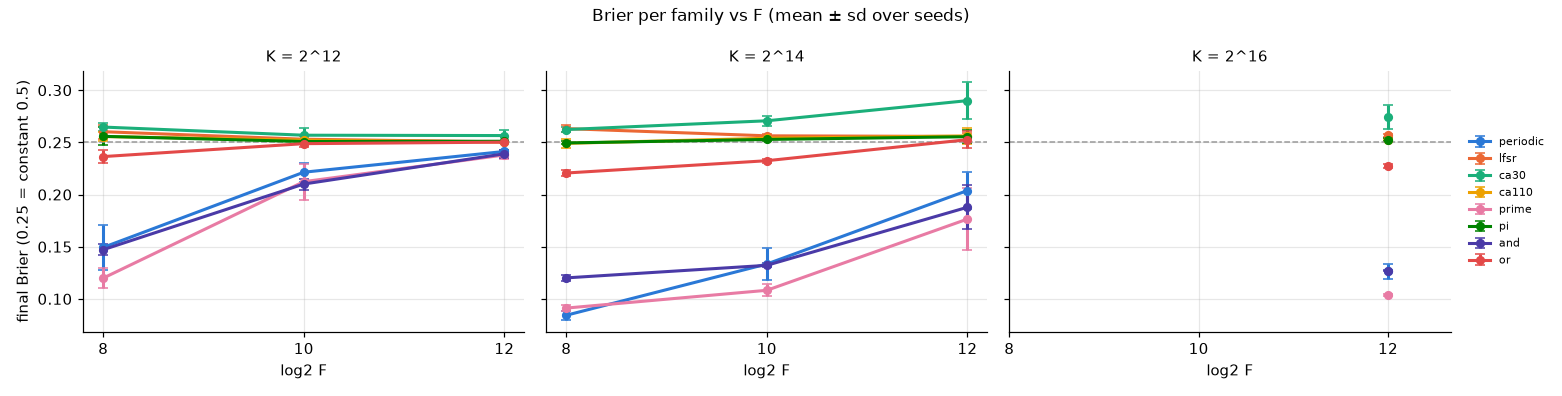 Brier per family vs F (mean ± sd over seeds)
K = 2^12
K = 2^14
K = 2^16
final Brier (0.25 = constant 0.5)
0.30
0.25
0.20
0.15
0.10
8 10 12
8 10 12
8 10 12
log2 F
log2 F
log2 F
periodic
lfsr
ca30
ca110
prime
pi
and
or